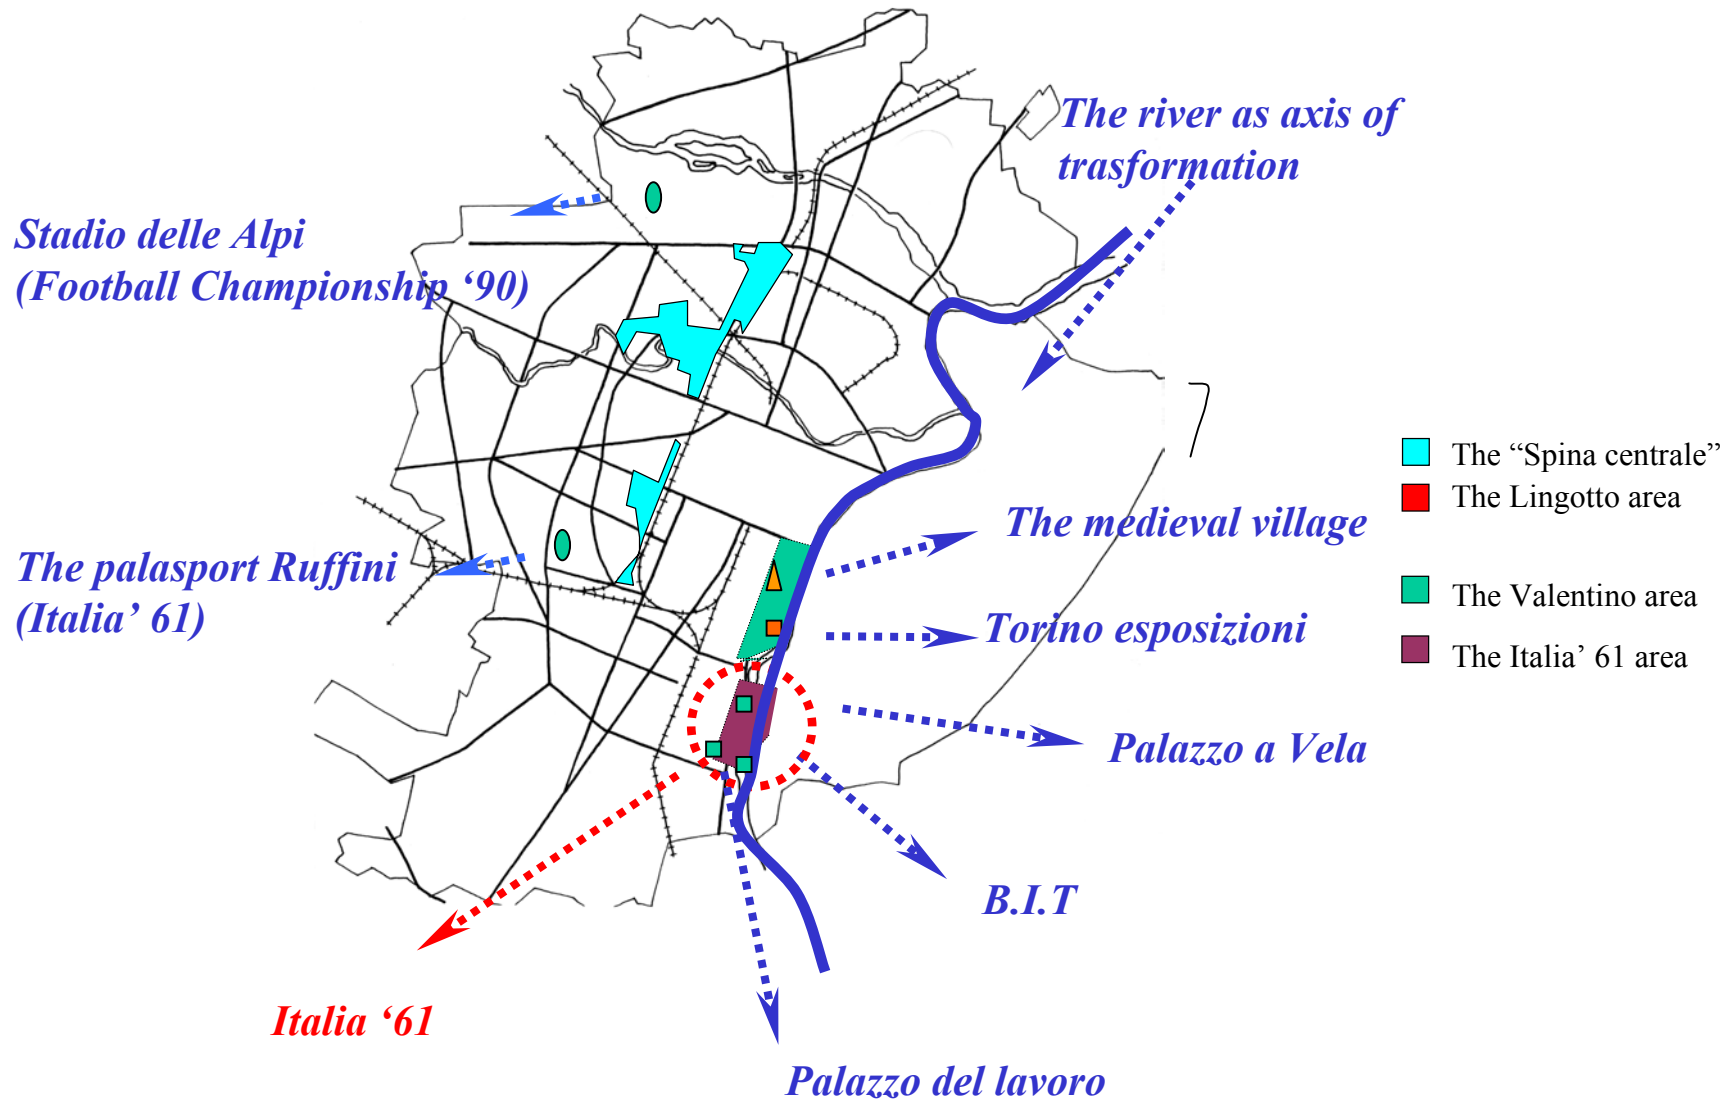 The river as axis of
trasformation
Stadio delle Alpi
(Football Championship ‘90)
The “Spina centrale”
The Lingotto area
The medieval village
The palasport Ruffini
(Italia’ 61)
The Valentino area
Torino esposizioni
The Italia’ 61 area
Palazzo a Vela
B.I.T
Italia ‘61
Palazzo del lavoro